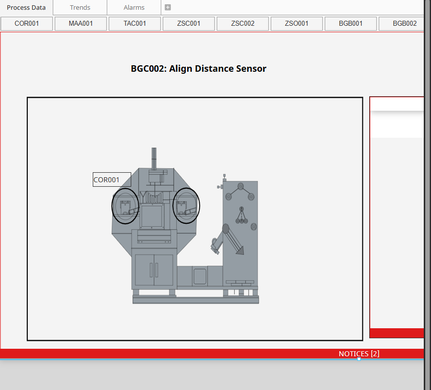 Process Data Trends Alarms
COR001 MAA001 TAC001 ZSC001 ZSC002 ZSO001 BGB001 BGB002
BGC002: Align Distance Sensor
COR001
NOTICES [2]